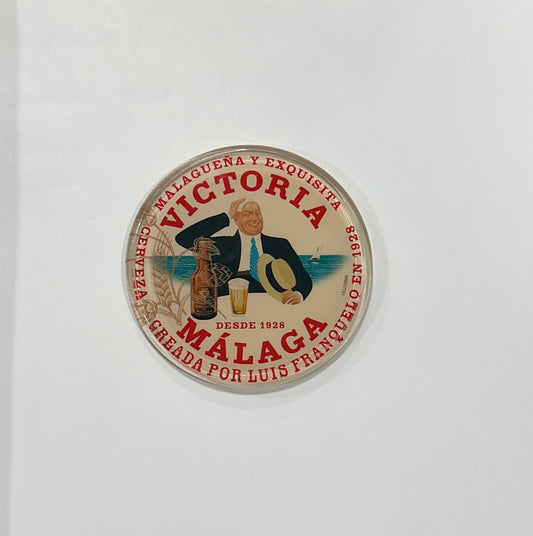 MALAGUEÑA Y EXQUISITA
VICTORIA
CERVEZA
DESDE 1928
MÁLAGA
CREADA POR LUIS FRANQUELO EN 1928